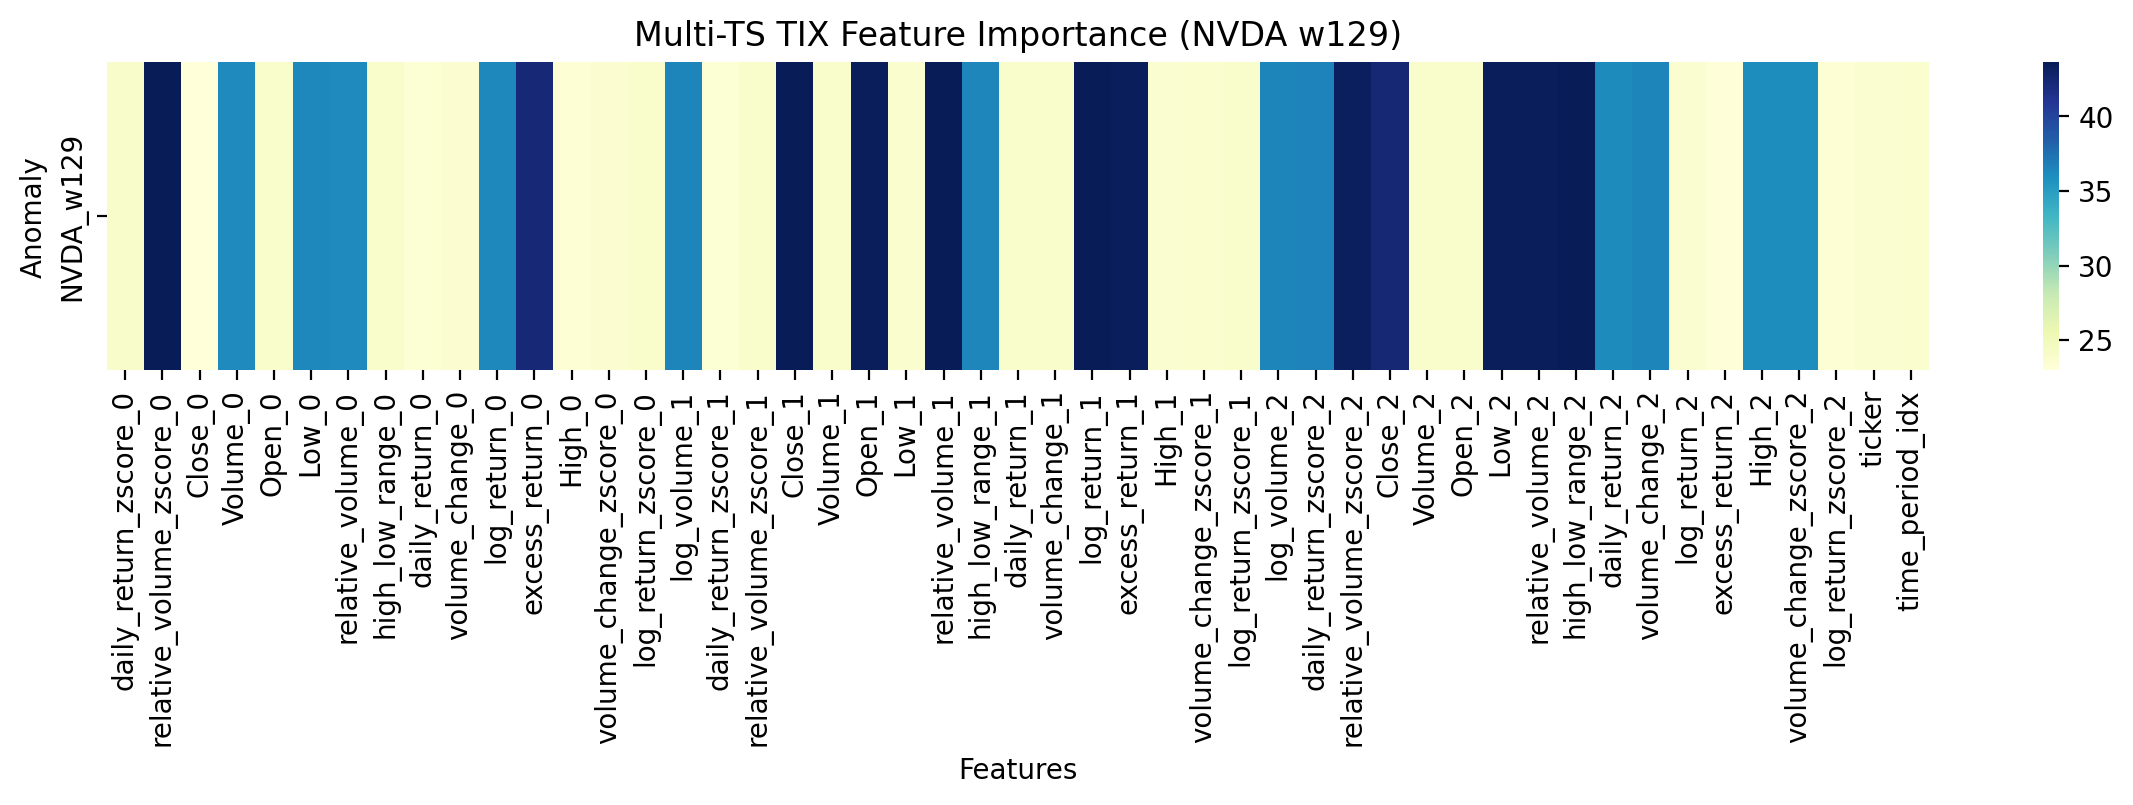 Multi-TS TIX Feature Importance (NVDA w129)
Anomaly
NVDA_w129
40
35
30
25
daily_return_zscore_0
relative_volume_zscore_0
Close_0
Volume_0
Open_0
Low_0
relative_volume_0
high_low_range_0
daily_return_0
volume_change_0
log_return_0
excess_return_0
High_0
volume_change_zscore_0
log_return_zscore_0
log_volume_1
daily_return_zscore_1
relative_volume_zscore_1
Close_1
Volume_1
Open_1
Low_1
relative_volume_1
high_low_range_1
daily_return_1
volume_change_1
log_return_1
excess_return_1
High_1
volume_change_zscore_1
log_return_zscore_1
log_volume_2
daily_return_zscore_2
relative_volume_zscore_2
Close_2
Volume_2
Open_2
Low_2
relative_volume_2
high_low_range_2
daily_return_2
volume_change_2
log_return_2
excess_return_2
High_2
volume_change_zscore_2
log_return_zscore_2
ticker
time_period_idx
Features